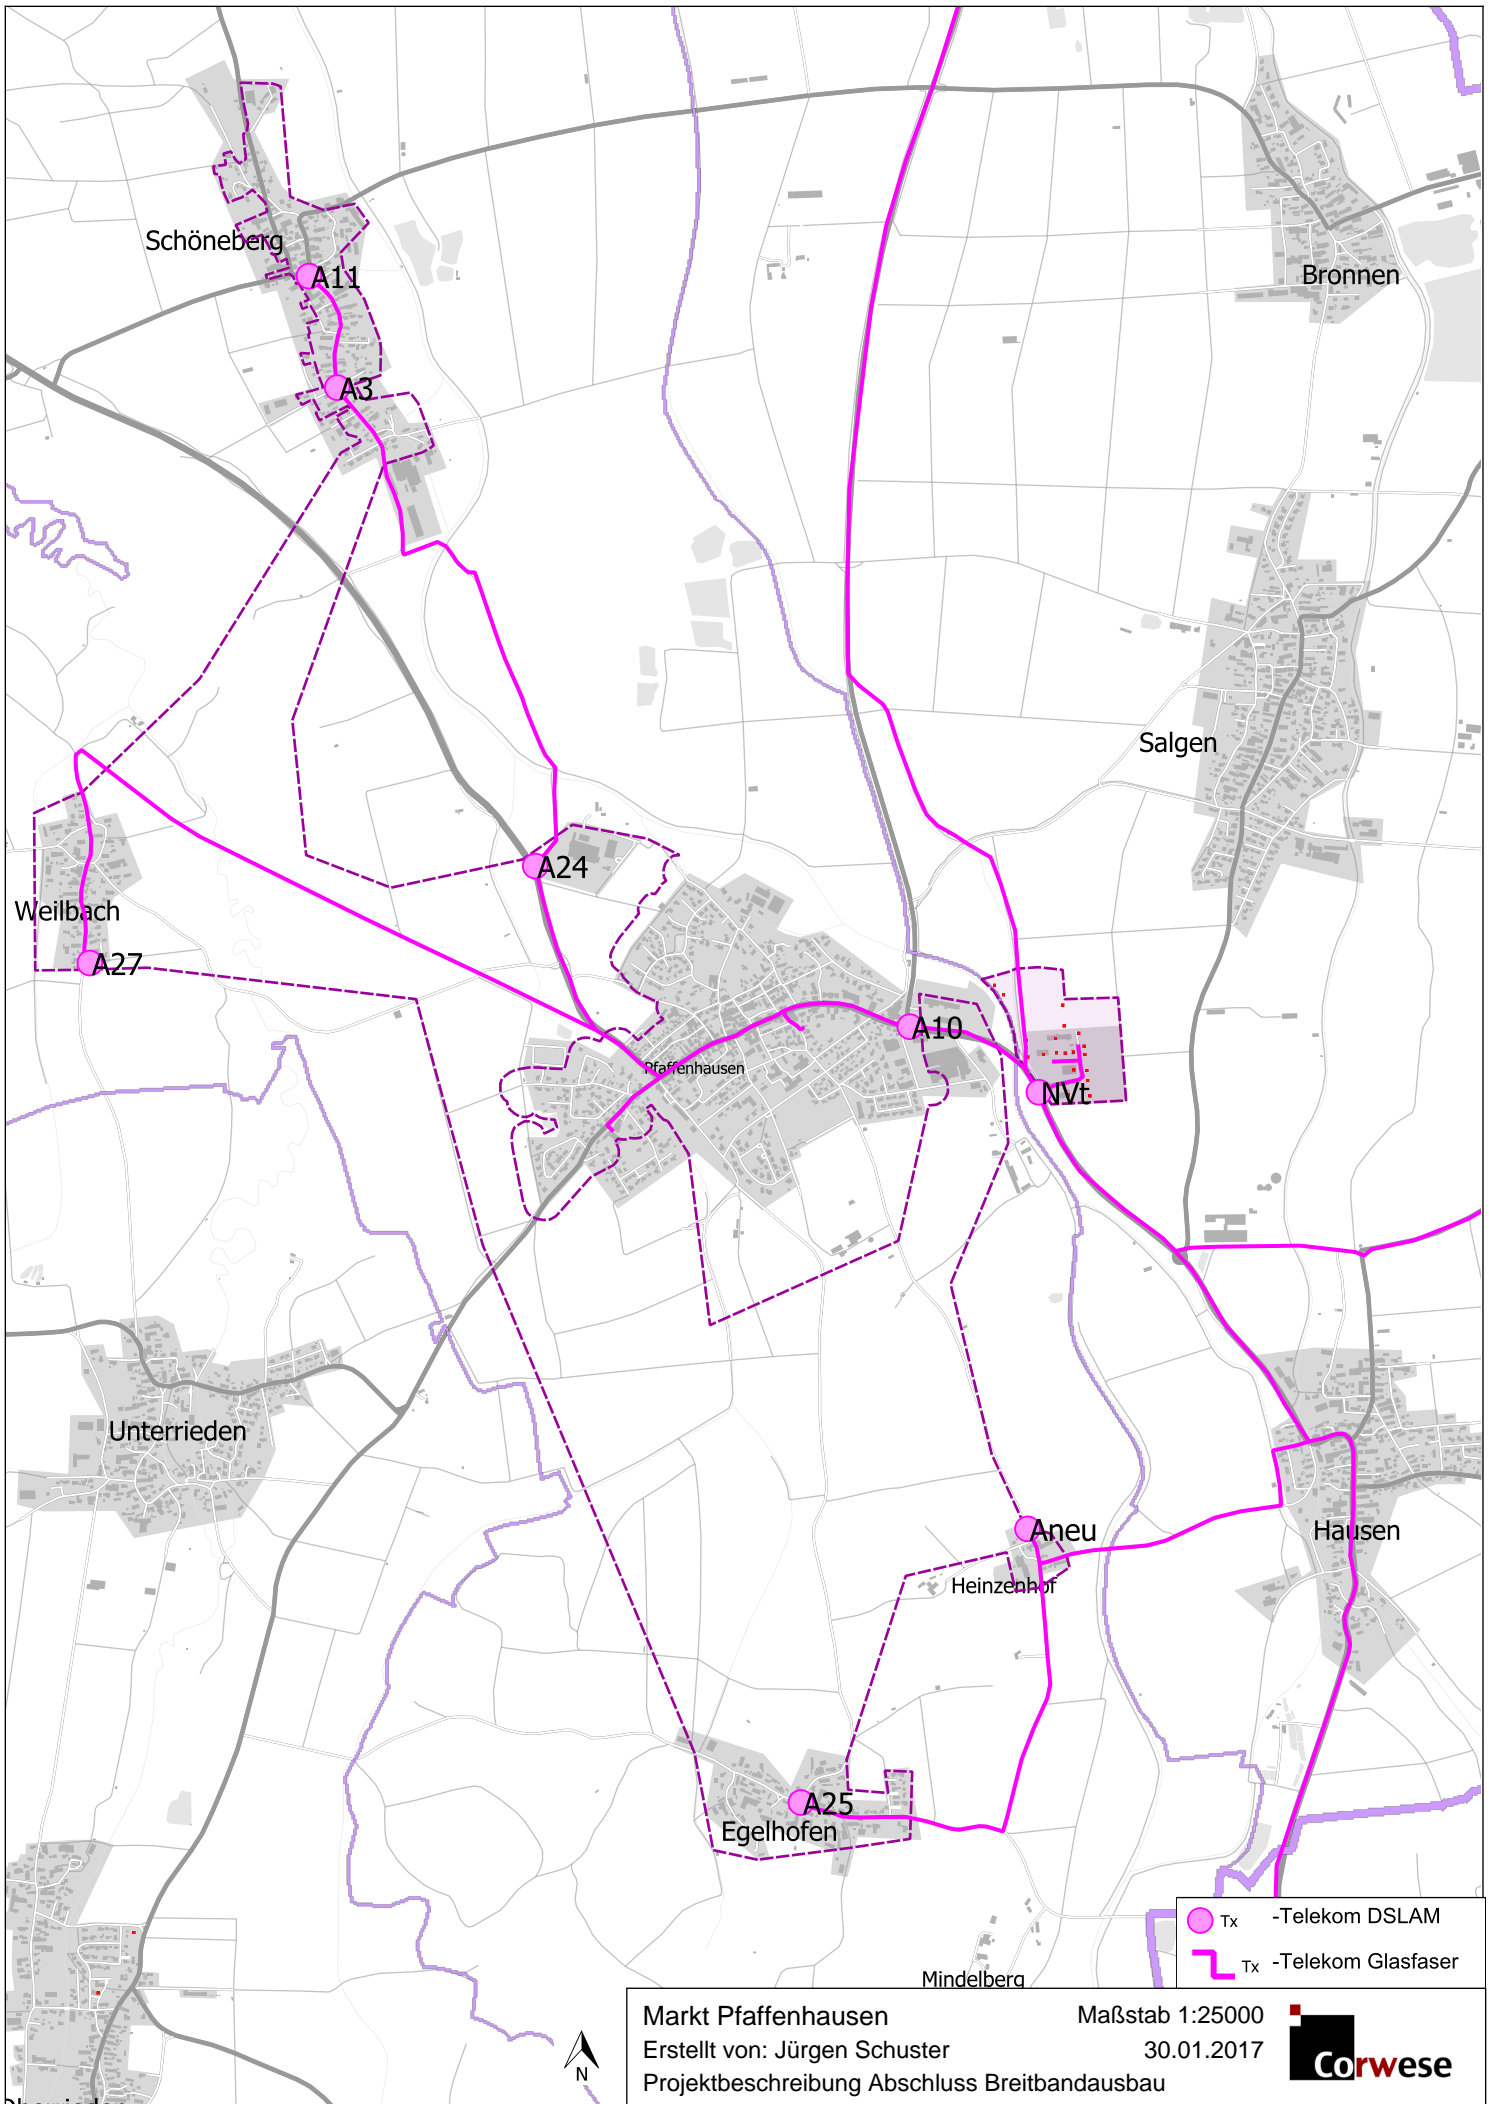 Schöneberg
A11
Bronnen
A3
Salgen
A24
Weilbach
A27
A10
Pfaffenhausen
NVt
Unterrieden
Aneu
Hausen
Heinzenhof
A25
Egelhofen
Tx -Telekom DSLAM
Tx -Telekom Glasfaser
Mindelberg
Markt Pfaffenhausen Maßstab 1:25000
Erstellt von: Jürgen Schuster 30.01.2017
Projektbeschreibung Abschluss Breitbandausbau
Corwese
N